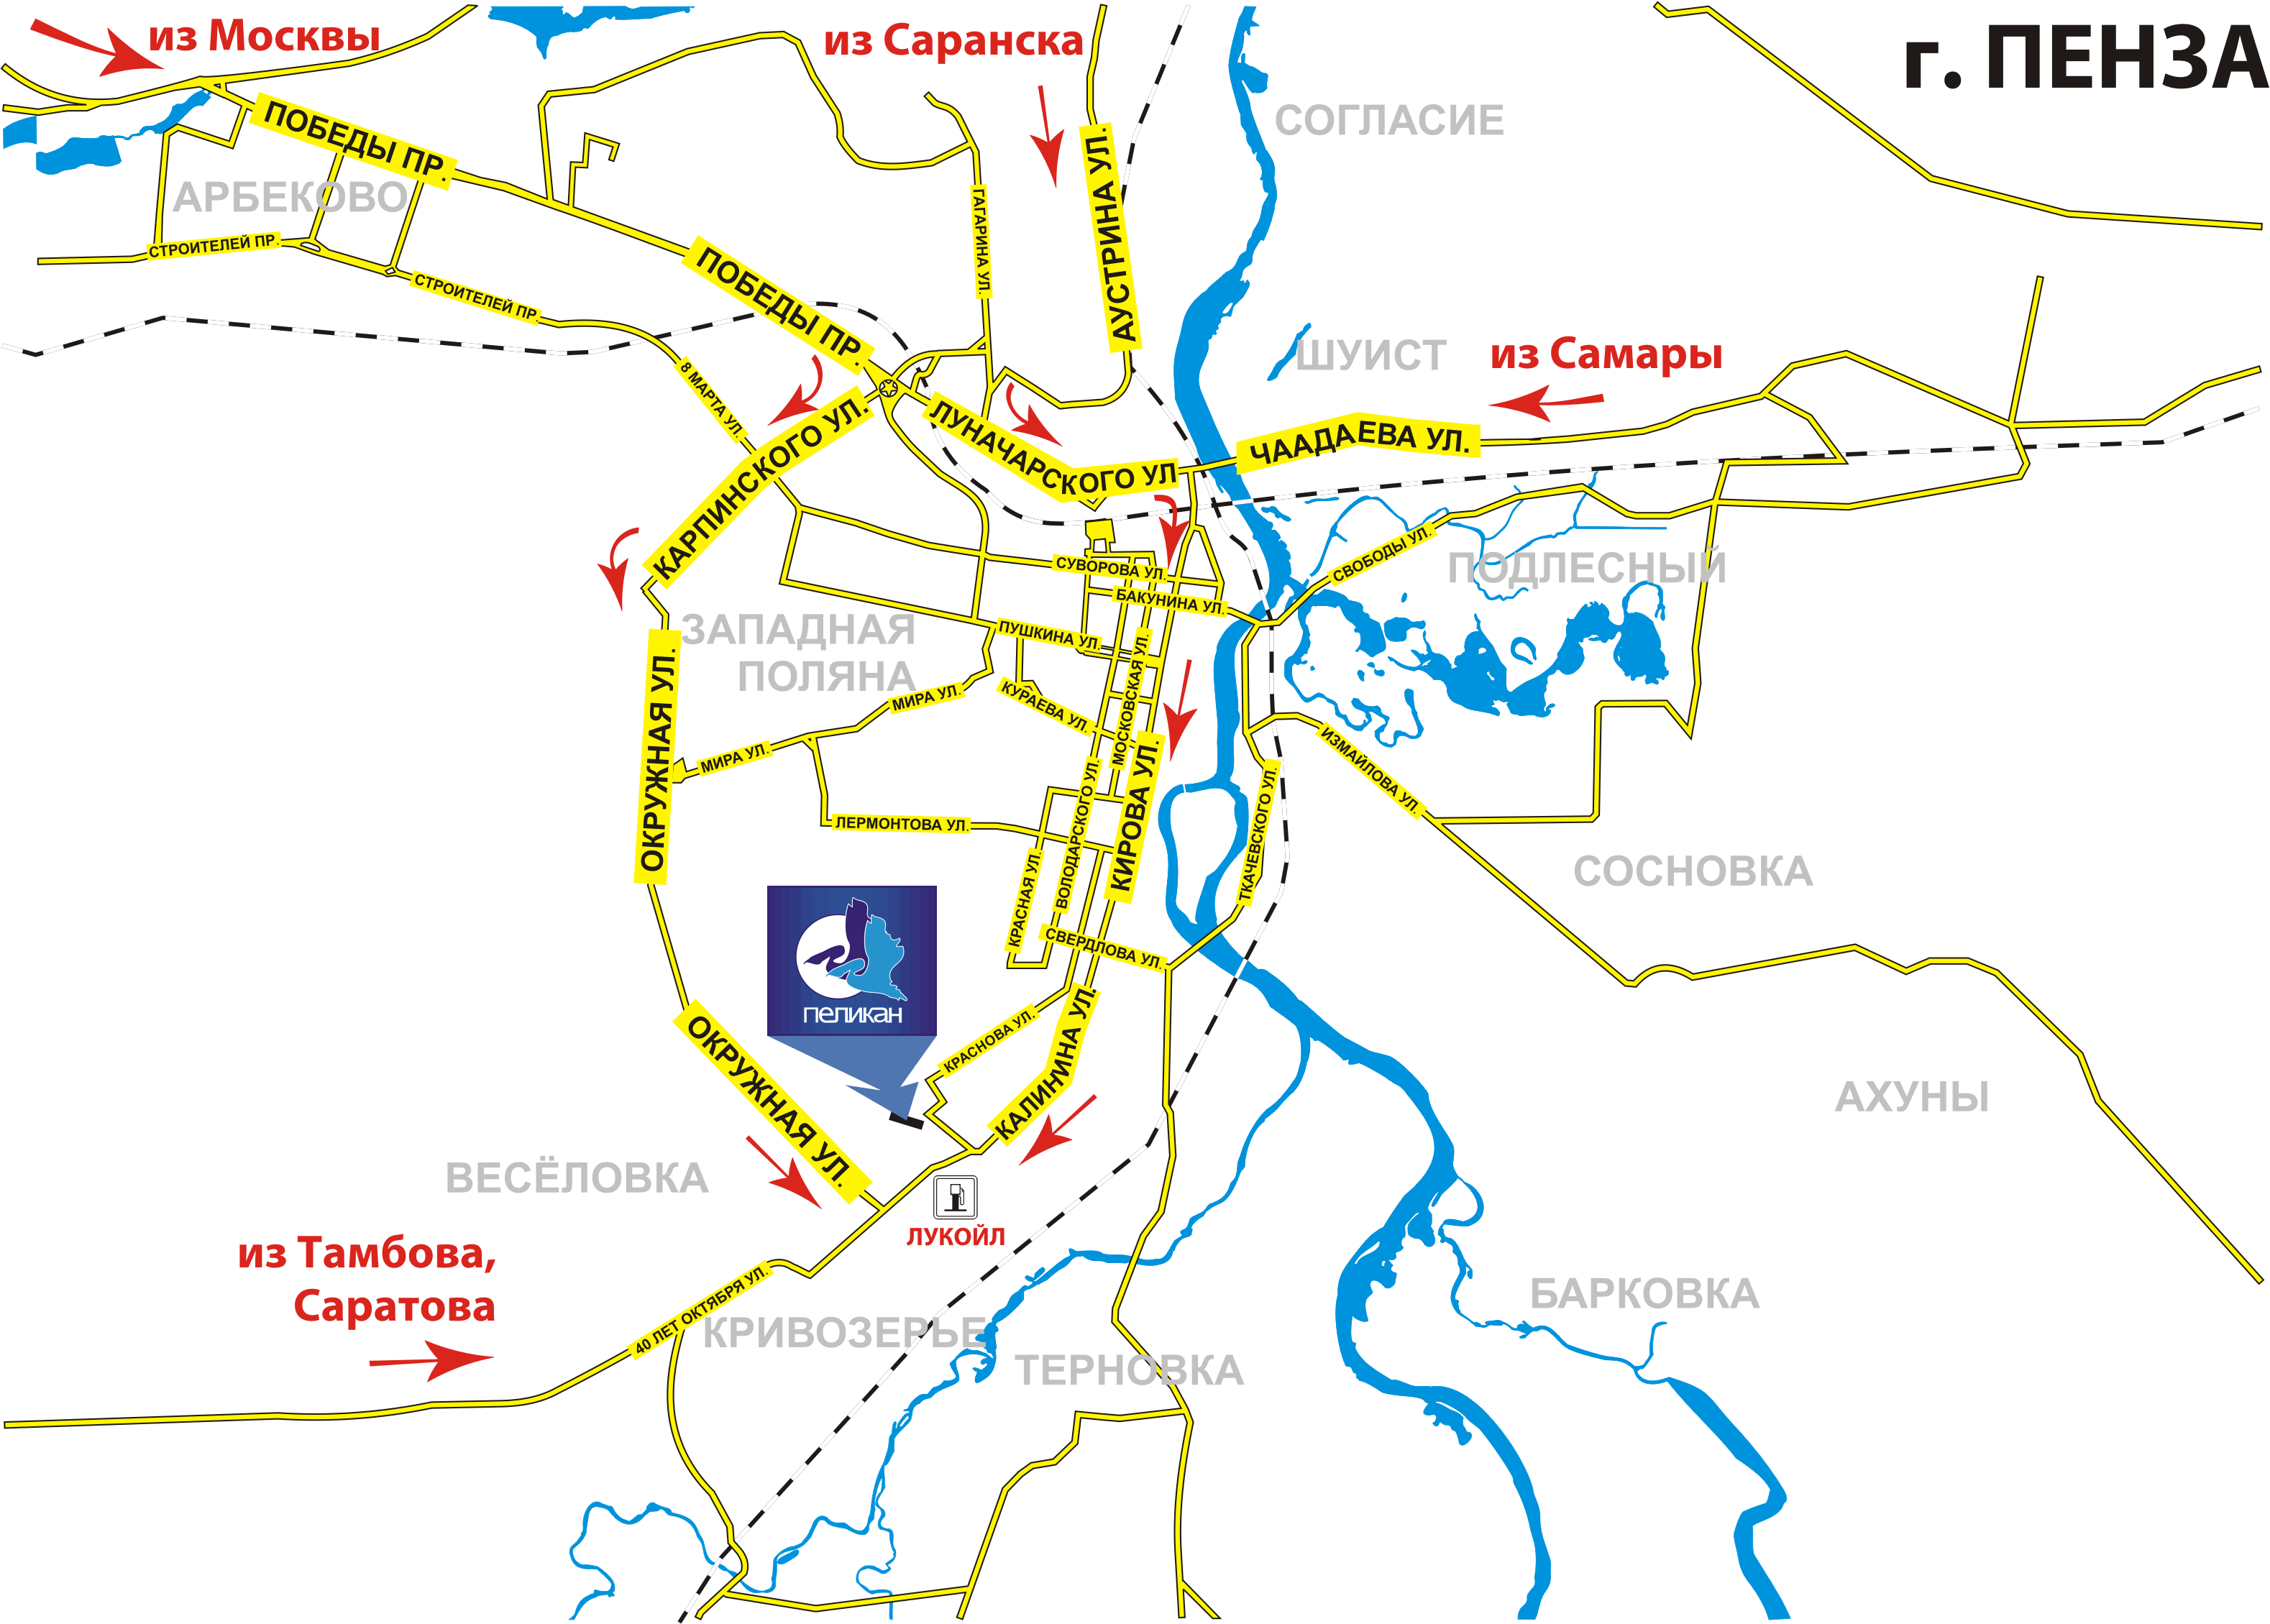 из Москвы
из Саранска
г. ПЕНЗА
СОГЛАСИЕ
ПОБЕДЫ ПР.
АРБЕКОВО
АУСТРИНА УЛ.
ГАГАРИНА УЛ.
СТРОИТЕЛЕЙ ПР.
СТРОИТЕЛЕЙ ПР.
ПОБЕДЫ ПР.
ШУИСТ
из Самары
8 МАРТА УЛ.
КАРПИНСКОГО УЛ.
ЛУНАЧАРСКОГО УЛ
ЧААДАЕВА УЛ.
СУВОРОВА УЛ.
СВОБОДЫ УЛ.
ПОДЛЕСНЫЙ
БАКУНИНА УЛ.
ЗАПАДНАЯ
ПОЛЯНА
ПУШКИНА УЛ.
МИРА УЛ.
КУРАЕВА УЛ.
МОСКОВСКАЯ УЛ.
ОКРУЖНАЯ УЛ.
МИРА УЛ.
ИЗМАЙЛОВА УЛ.
ЛЕРМОНТОВА УЛ.
ВОЛОДАРСКОГО УЛ.
КИРОВА УЛ.
ТКАЧЕВСКОГО УЛ.
СОСНОВКА
КРАСНАЯ УЛ.
СВЕРДЛОВА УЛ.
ПЕЛИКАН
ОКРУЖНАЯ УЛ.
КРАСНОВА УЛ.
КАЛИНИНА УЛ.
АХУНЫ
ВЕСЁЛОВКА
ЛУКОЙЛ
из Тамбова,
Саратова
40 ЛЕТ ОКТЯБРЯ УЛ.
БАРКОВКА
КРИВОЗЕРЬЕ
ТЕРНОВКА